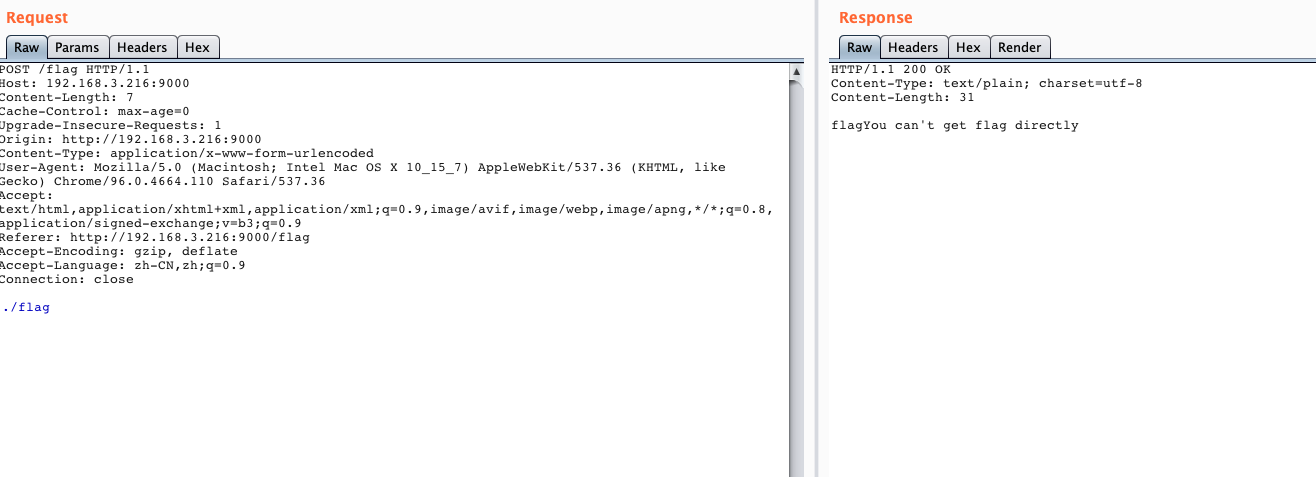 Request
Raw Params Headers Hex
POST /flag HTTP/1.1
Host: 192.168.3.216:9000
Content-Length: 7
Cache-Control: max-age=0
Upgrade-Insecure-Requests: 1
Origin: http://192.168.3.216:9000
Content-Type: application/x-www-form-urlencoded
User-Agent: Mozilla/5.0 (Macintosh; Intel Mac OS X 10_15_7) AppleWebKit/537.36 (KHTML, like
Gecko) Chrome/96.0.4664.110 Safari/537.36
Accept:
text/html,application/xhtml+xml,application/xml;q=0.9,image/avif,image/webp,image/apng,*/*;q=0.8,
application/signed-exchange;v=b3;q=0.9
Referer: http://192.168.3.216:9000/flag
Accept-Encoding: gzip, deflate
Accept-Language: zh-CN,zh;q=0.9
Connection: close
./flag
Response
Raw Headers Hex Render
HTTP/1.1 200 OK
Content-Type: text/plain; charset=utf-8
Content-Length: 31
flagYou can't get flag directly